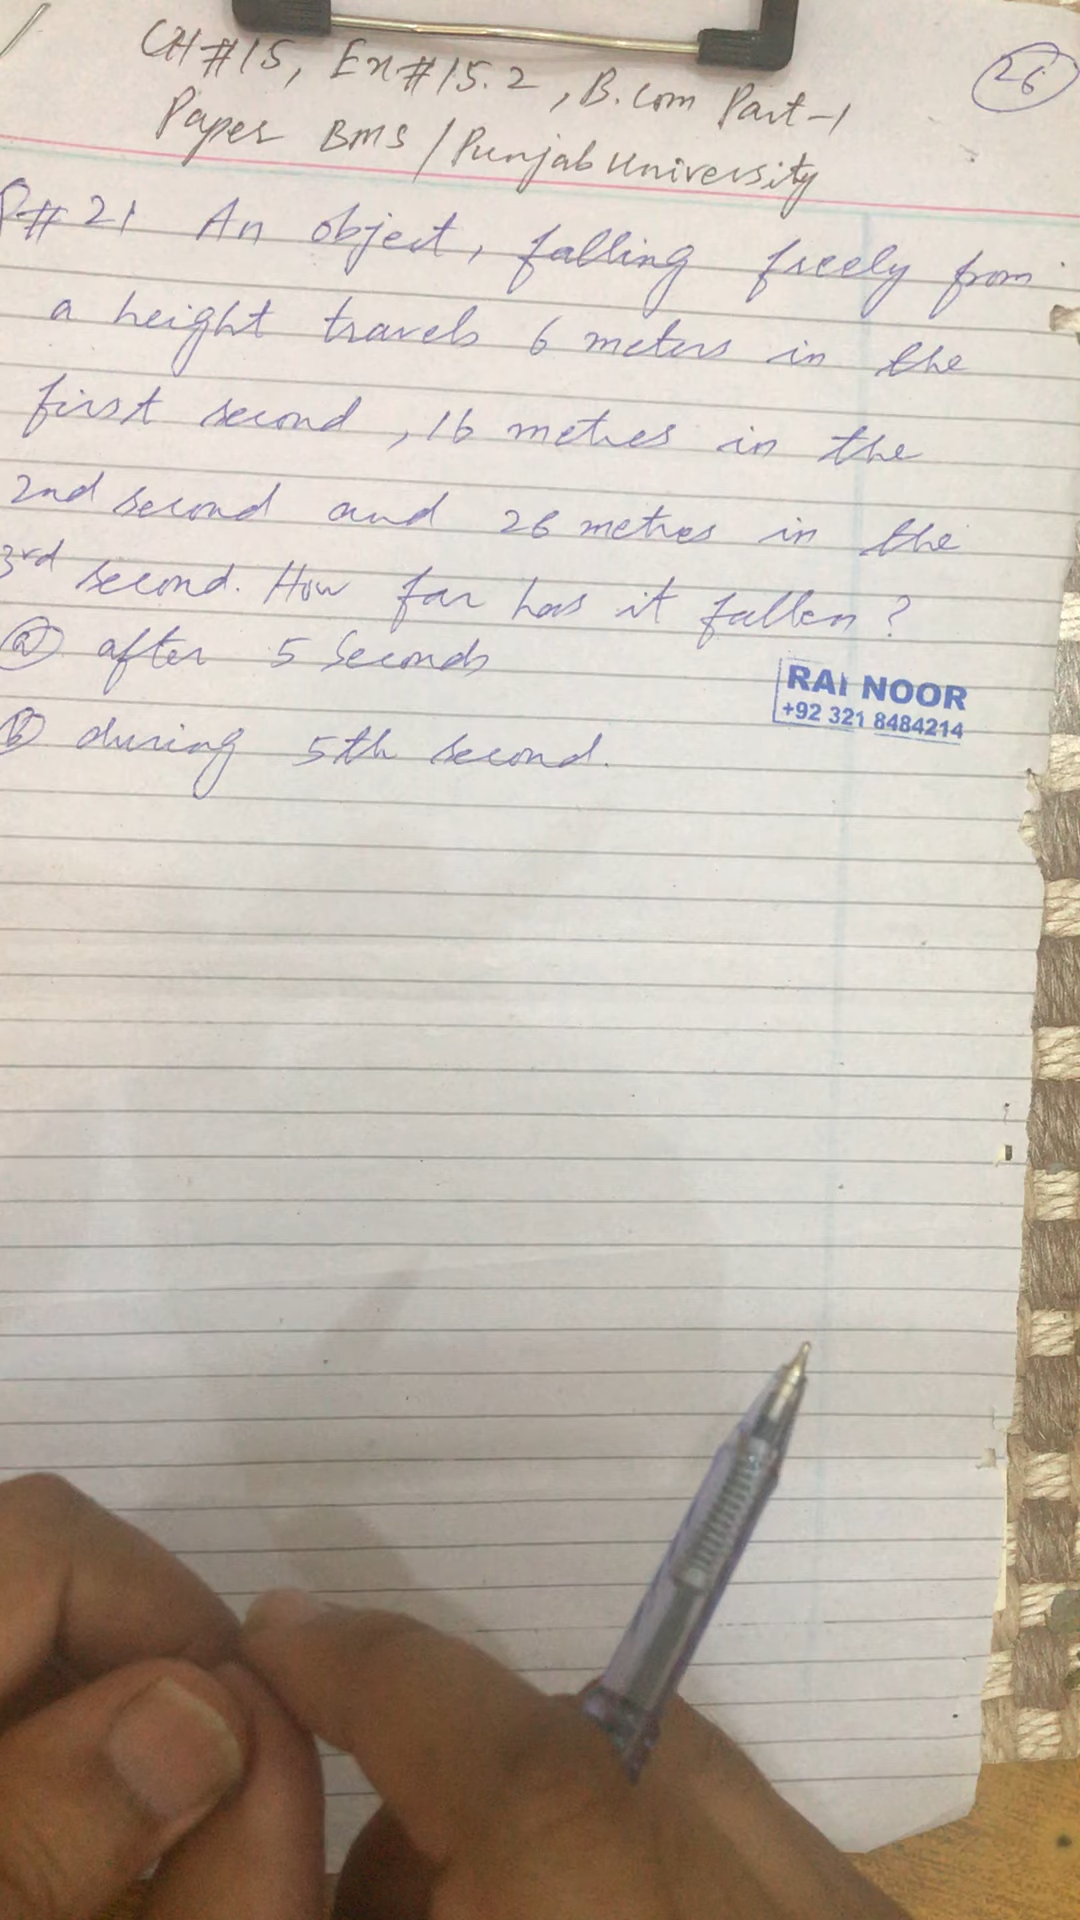 26
CH#15, Ex#15.2, B.Com Part-1
Paper BMS / Punjab University
Q#21 An object, falling freely from
a height travels 6 meters in the
first second, 16 metres in the
2nd second and 26 metres in the
3rd second. How far has it fallen?
(a) after 5 Seconds
(b) during 5th second.
RAI NOOR
+92 321 8484214